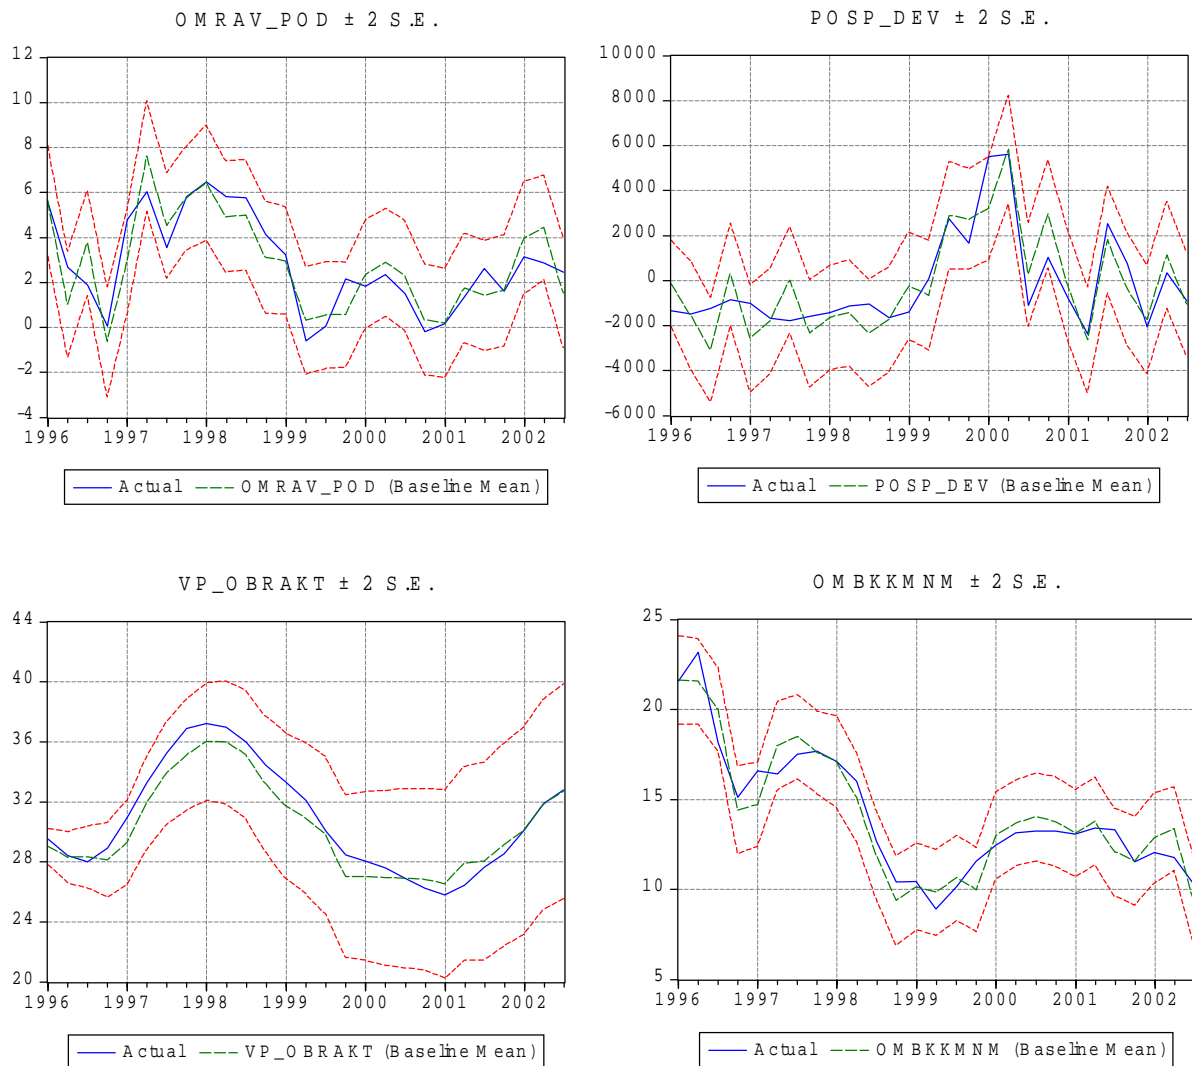 OMRAV_POD ± 2 S.E.
12
10
8
6
4
2
0
-2
-4
1996 1997 1998 1999 2000 2001 2002
Actual OMRAV_POD (Baseline Mean)
POSP_DEV ± 2 S.E.
10000
8000
6000
4000
2000
0
-2000
-4000
-6000
1996 1997 1998 1999 2000 2001 2002
Actual POSP_DEV (Baseline Mean)
VP_OBRAKT ± 2 S.E.
44
40
36
32
28
24
20
1996 1997 1998 1999 2000 2001 2002
Actual VP_OBRAKT (Baseline Mean)
OMBKKMNM ± 2 S.E.
25
20
15
10
5
1996 1997 1998 1999 2000 2001 2002
Actual OMBKKMNM (Baseline Mean)